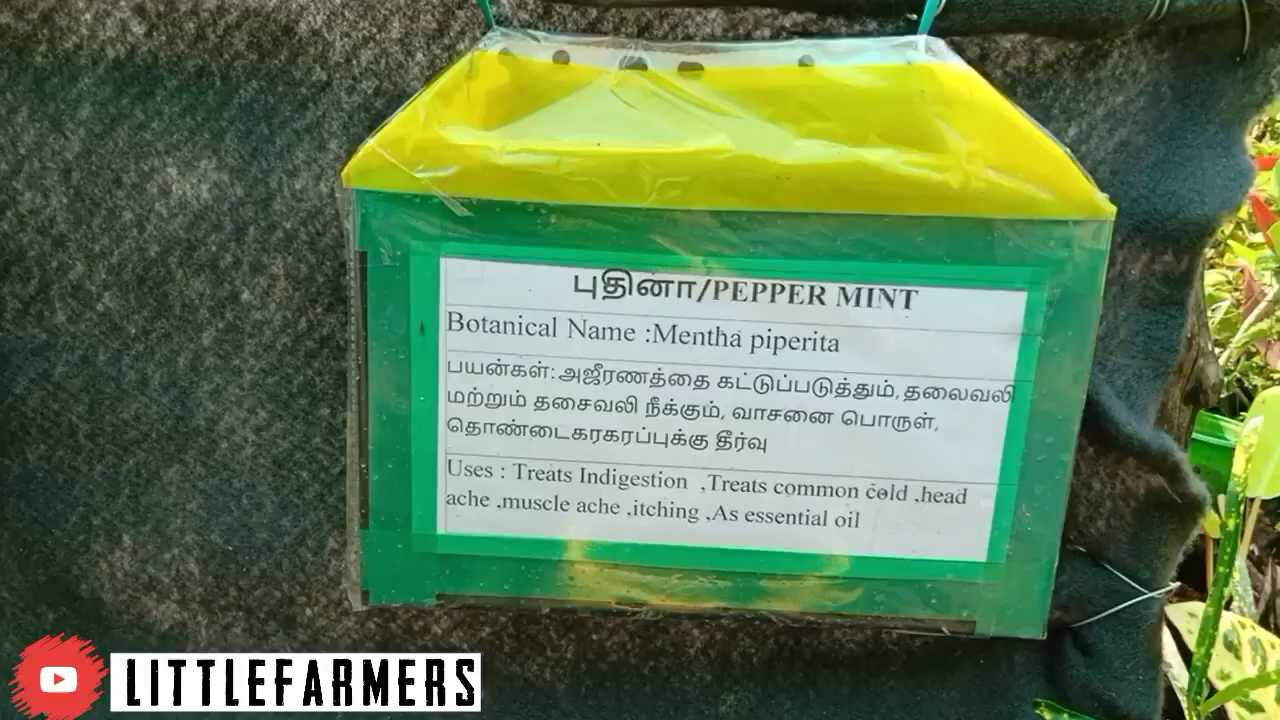 புதினா/PEPPER MINT
Botanical Name :Mentha piperita
பயன்கள்: அஜீரணத்தை கட்டுப்படுத்தும், தலைவலி
மற்றும் தசைவலி நீக்கும், வாசனை பொருள்,
தொண்டைகரகரப்புக்கு தீர்வு
Uses : Treats Indigestion ,Treats common cold ,head
ache ,muscle ache ,itching ,As essential oil
LITTLEFARMERS